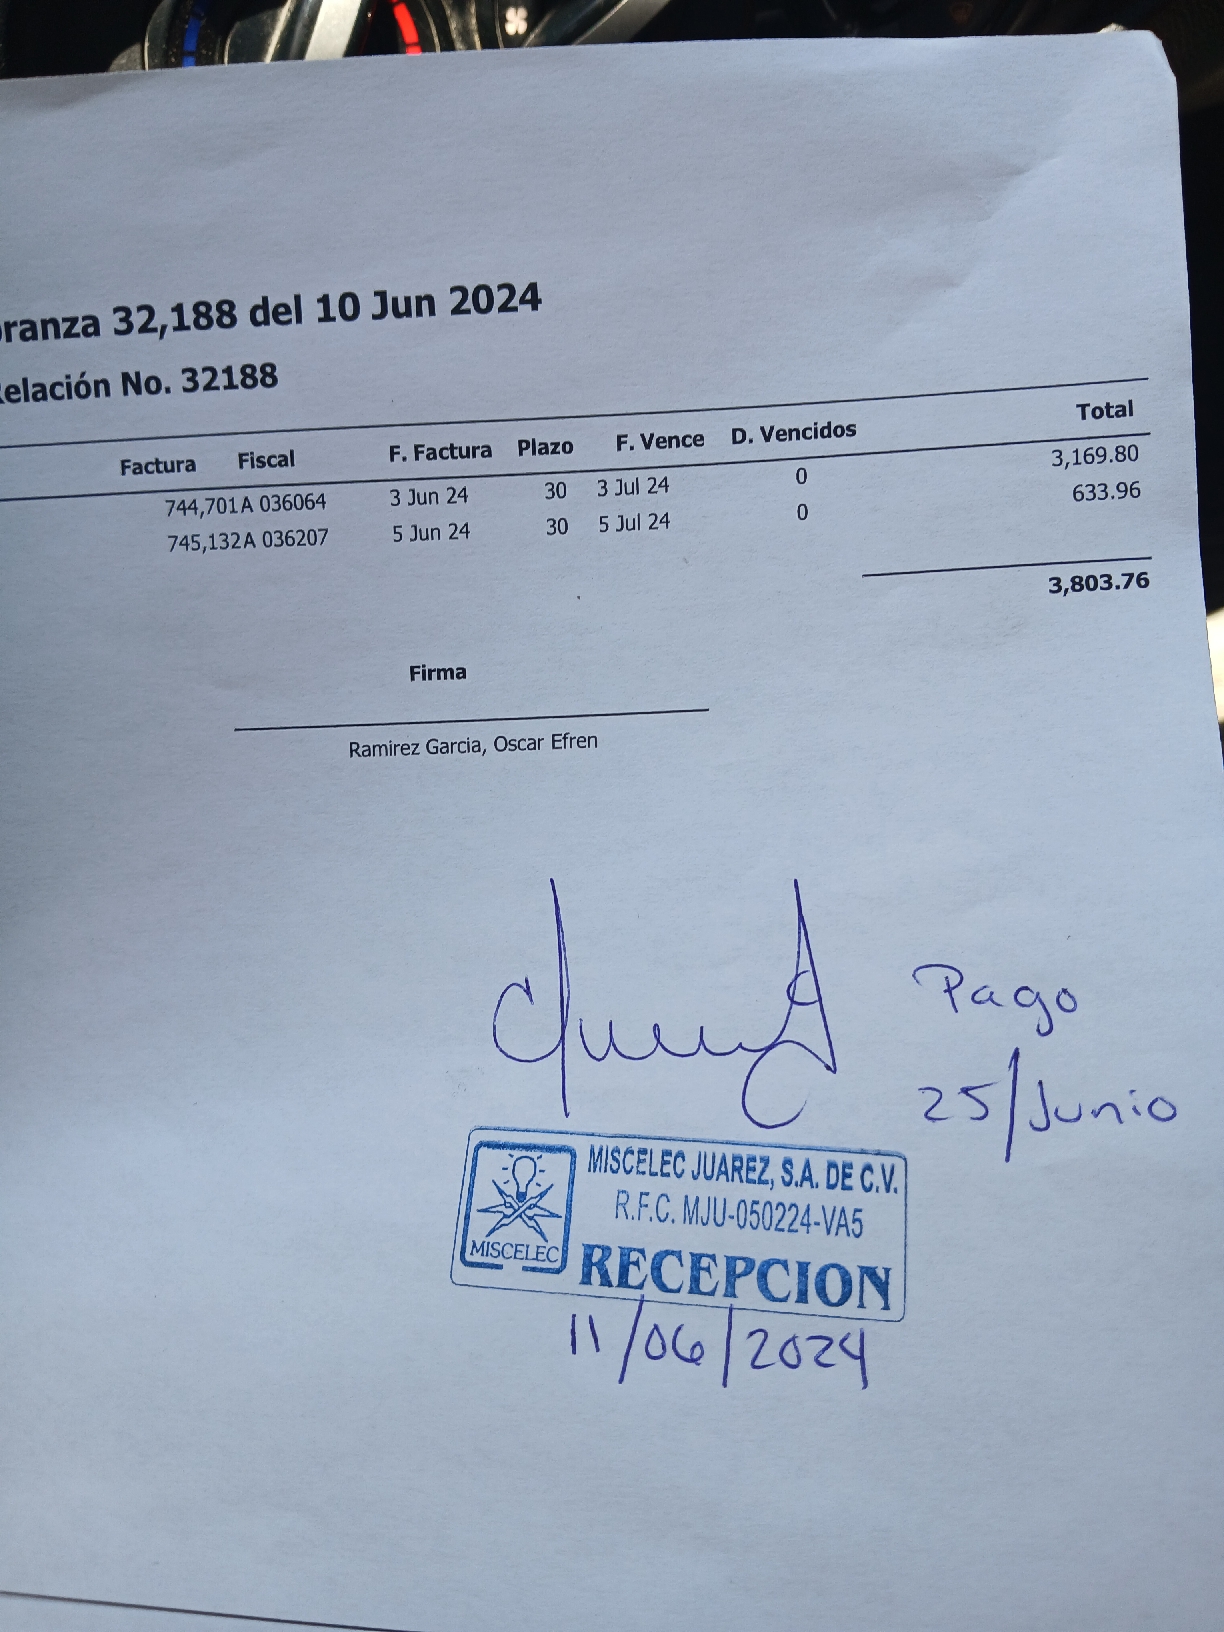 branza 32,188 del 10 Jun 2024
Relación No. 32188
Factura Fiscal F. Factura Plazo F. Vence D. Vencidos Total
744,701A 036064 3 Jun 24 30 3 Jul 24 0 3,169.80
745,132A 036207 5 Jun 24 30 5 Jul 24 0 633.96
3,803.76
Firma
Ramirez Garcia, Oscar Efren
Pago
25/Junio
MISCELEC JUAREZ, S.A. DE C.V.
R.F.C. MJU-050224-VA5
MISCELEC
RECEPCION
11/06/2024